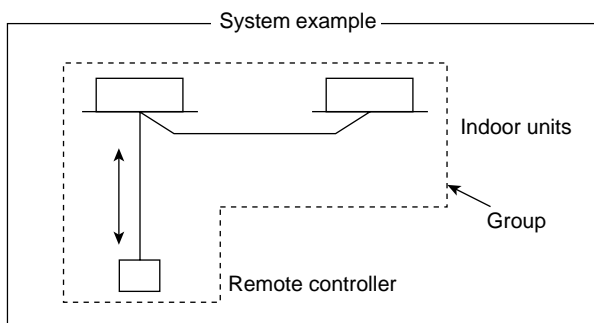 System example
Indoor units
Group
Remote controller